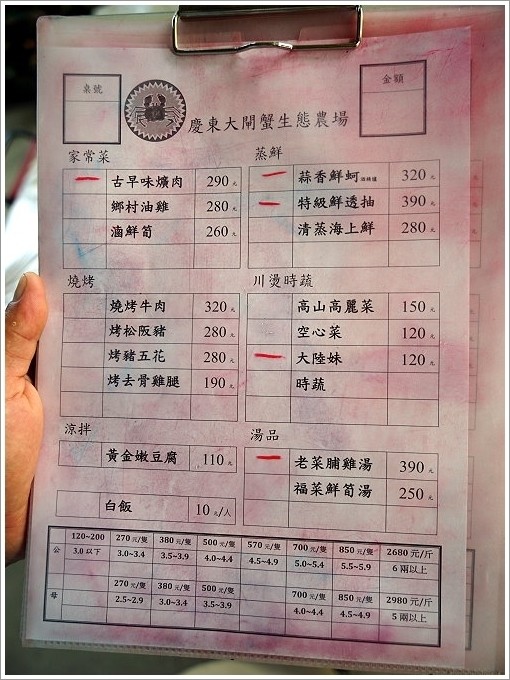 桌號
金額
慶東大閘蟹生態農場
家常菜
古早味爌肉 290元
鄉村油雞 280元
滷鮮筍 260元
蒸鮮
蒜香鮮蚵 320元
特級鮮透抽 390元
清蒸海上鮮 280元
燒烤
燒烤牛肉 320元
烤松阪豬 280元
烤豬五花 280元
烤去骨雞腿 190元
川燙時蔬
高山高麗菜 150元
空心菜 120元
大陸妹 120元
時蔬
涼拌
黃金嫩豆腐 110元
白飯 10元/人
湯品
老菜脯雞湯 390元
福菜鮮筍湯 250元
公 120~200 270元/隻 380元/隻 500元/隻 570元/隻 700元/隻 850元/隻 2680元/斤
3.0以下 3.0~3.4 3.5~3.9 4.0~4.4 4.5~4.9 5.0~5.4 5.5~5.9 6兩以上
母 270元/隻 380元/隻 500元/隻 700元/隻 850元/隻 2980元/斤
2.5~2.9 3.0~3.4 3.5~3.9 4.0~4.4 4.5~4.9 5兩以上